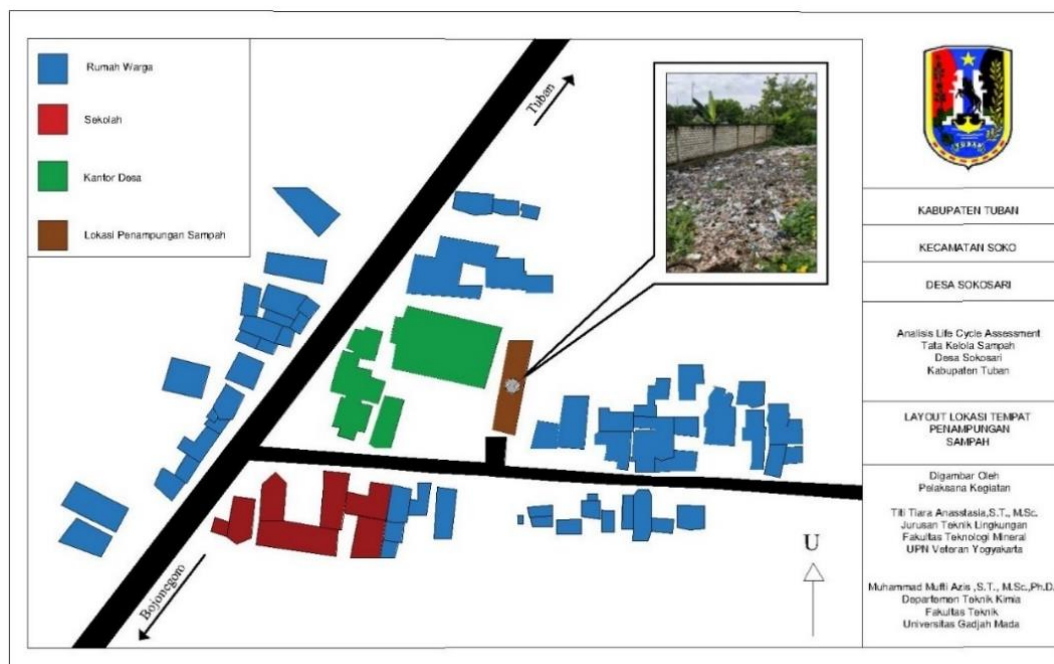 Rumah Warga
Sekolah
Kantor Desa
Lokasi Penampungan Sampah
Tuban
Bojonegoro
U
TUBAN
KABUPATEN TUBAN
KECAMATAN SOKO
DESA SOKOSARI
Analisis Life Cycle Assessment
Tata Kelola Sampah
Desa Sokosari
Kabupaten Tuban
LAYOUT LOKASI TEMPAT
PENAMPUNGAN
SAMPAH
Digambar Oleh
Pelaksana Kegiatan
Titi Tiara Anasstasia,S.T., M.Sc.
Jurusan Teknik Lingkungan
Fakultas Teknologi Mineral
UPN Veteran Yogyakarta
Muhammad Mufti Azis ,S.T., M.Sc.,Ph.D.
Departemen Teknik Kimia
Fakultas Teknik
Universitas Gadjah Mada